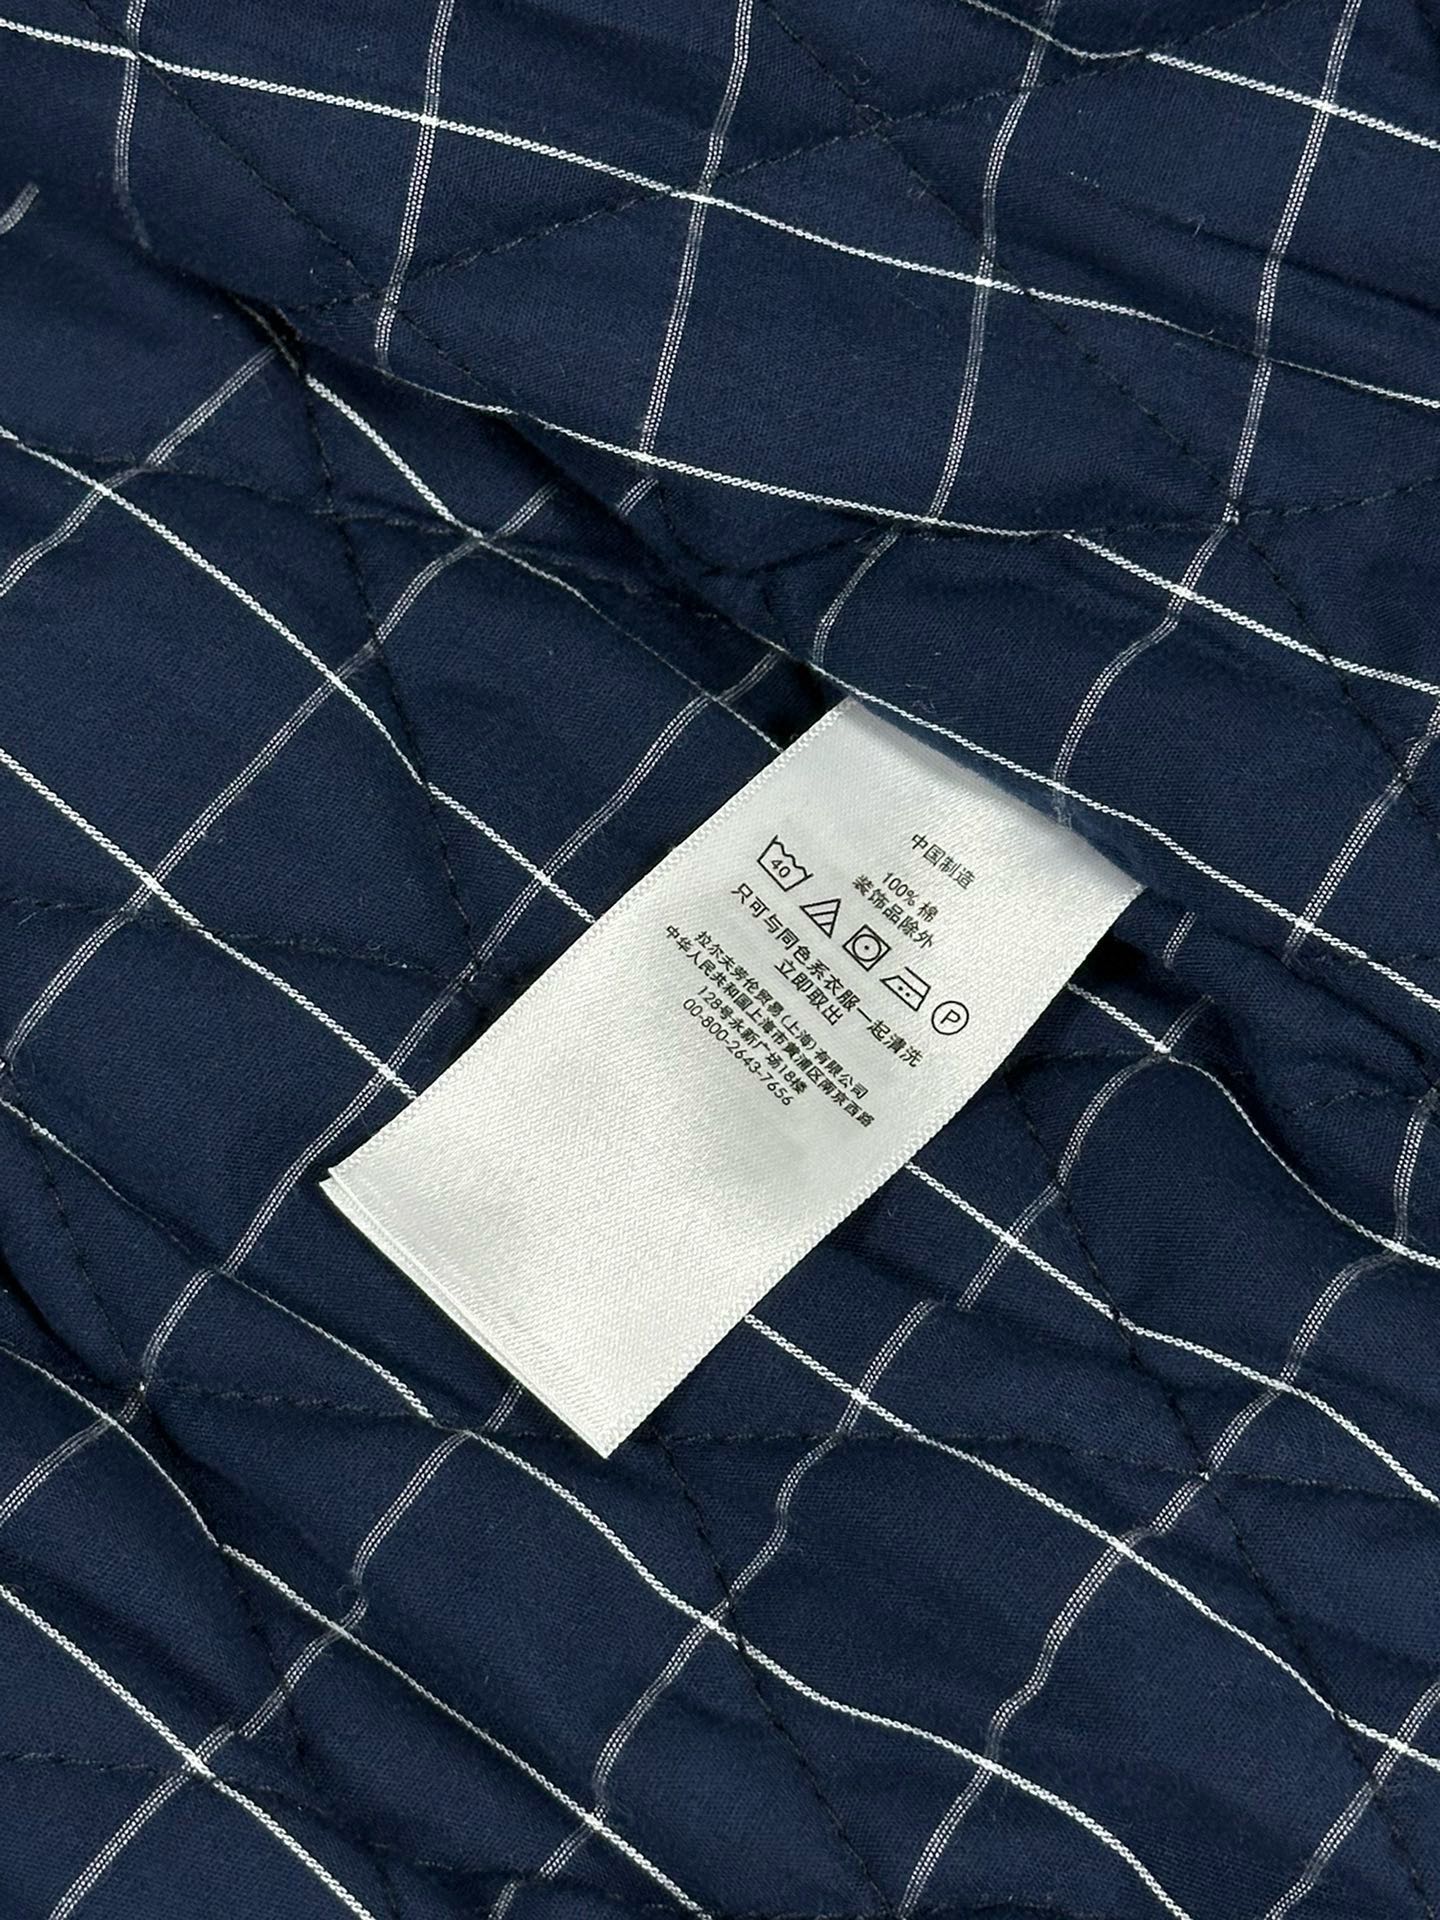 中国制造
100% 棉
装饰品除外
40
P
只可与同色系衣服一起清洗
立即取出
拉尔夫劳伦贸易(上海)有限公司
中华人民共和国上海市黄浦区南京西路
128号永新广场18楼
00-800-2643-7656